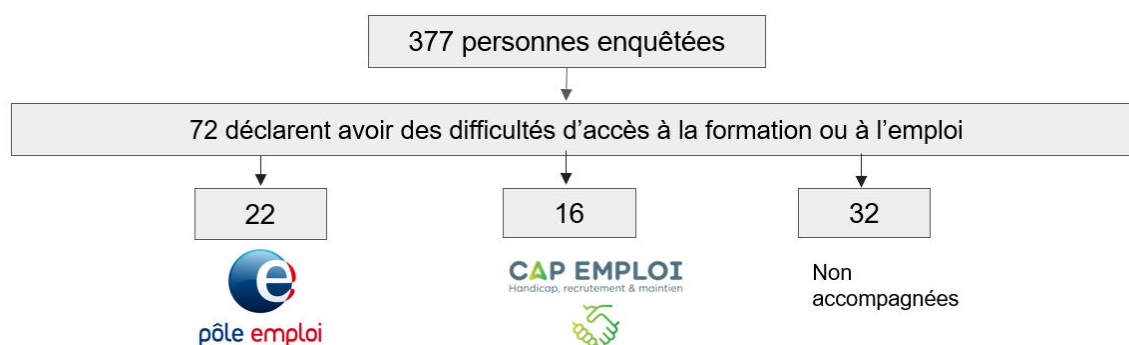 377 personnes enquêtées
72 déclarent avoir des difficultés d’accès à la formation ou à l’emploi
22
16
32
CAP EMPLOI
Handicap, recrutement & maintien
Non
accompagnées
pôle emploi